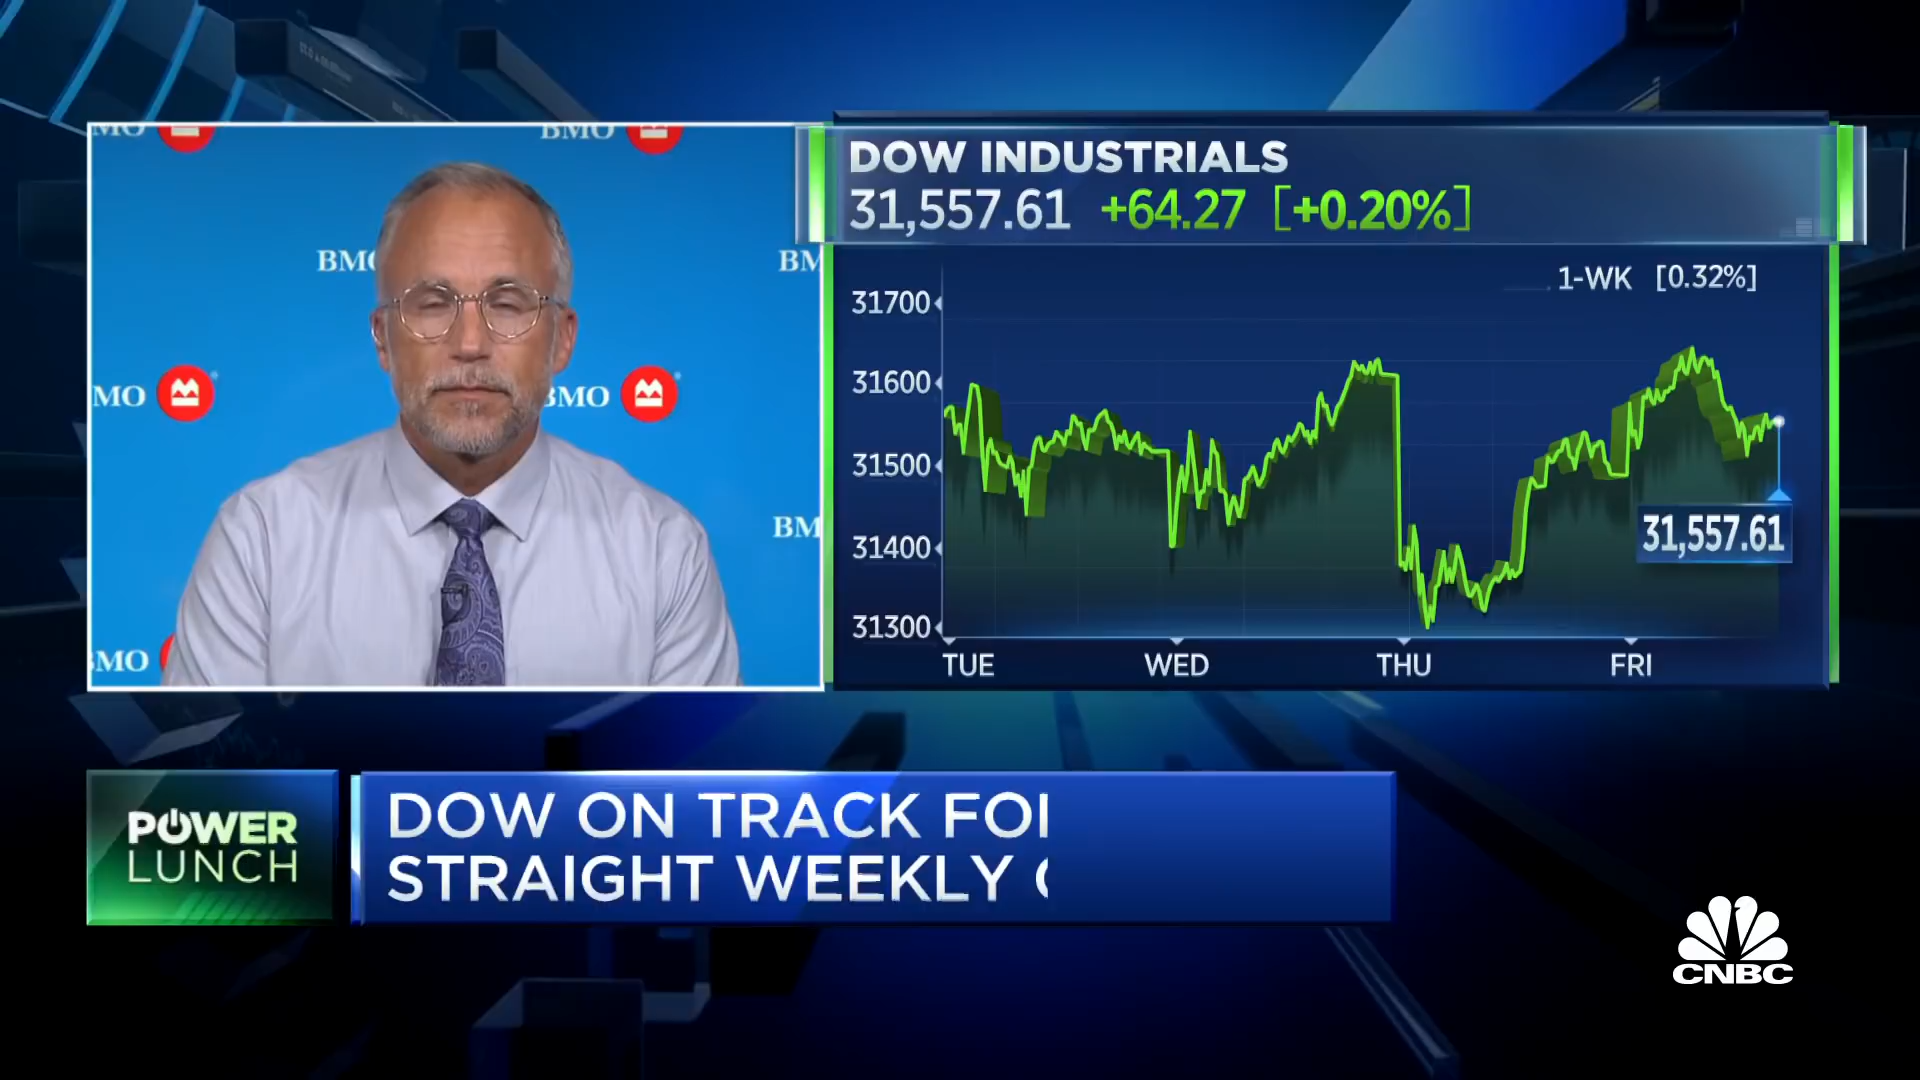 BMO
BMO
BMO
BMO
DOW INDUSTRIALS
31,557.61 +64.27 [+0.20%]
1-WK [0.32%]
31700
31600
31500
31400
31300
31,557.61
TUE WED THU FRI
POWER
LUNCH
DOW ON TRACK FO
STRAIGHT WEEKLY
CNBC